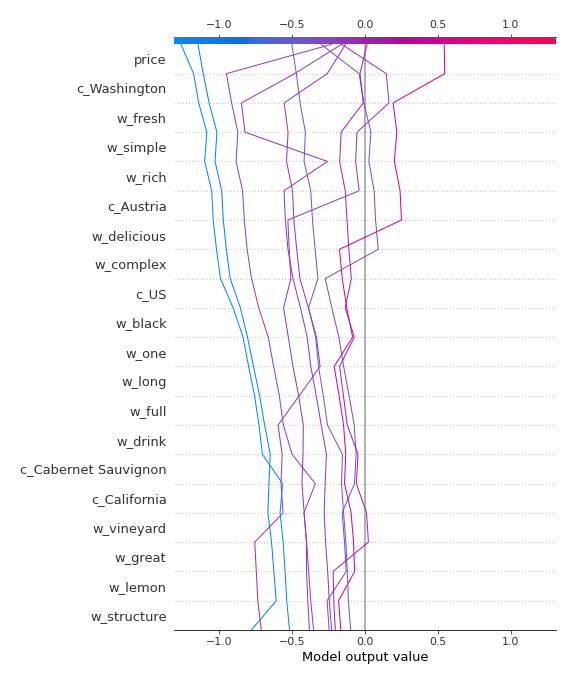 −1.0 −0.5 0.0 0.5 1.0
price
c_Washington
w_fresh
w_simple
w_rich
c_Austria
w_delicious
w_complex
c_US
w_black
w_one
w_long
w_full
w_drink
c_Cabernet Sauvignon
c_California
w_vineyard
w_great
w_lemon
w_structure
−1.0 −0.5 0.0 0.5 1.0
Model output value